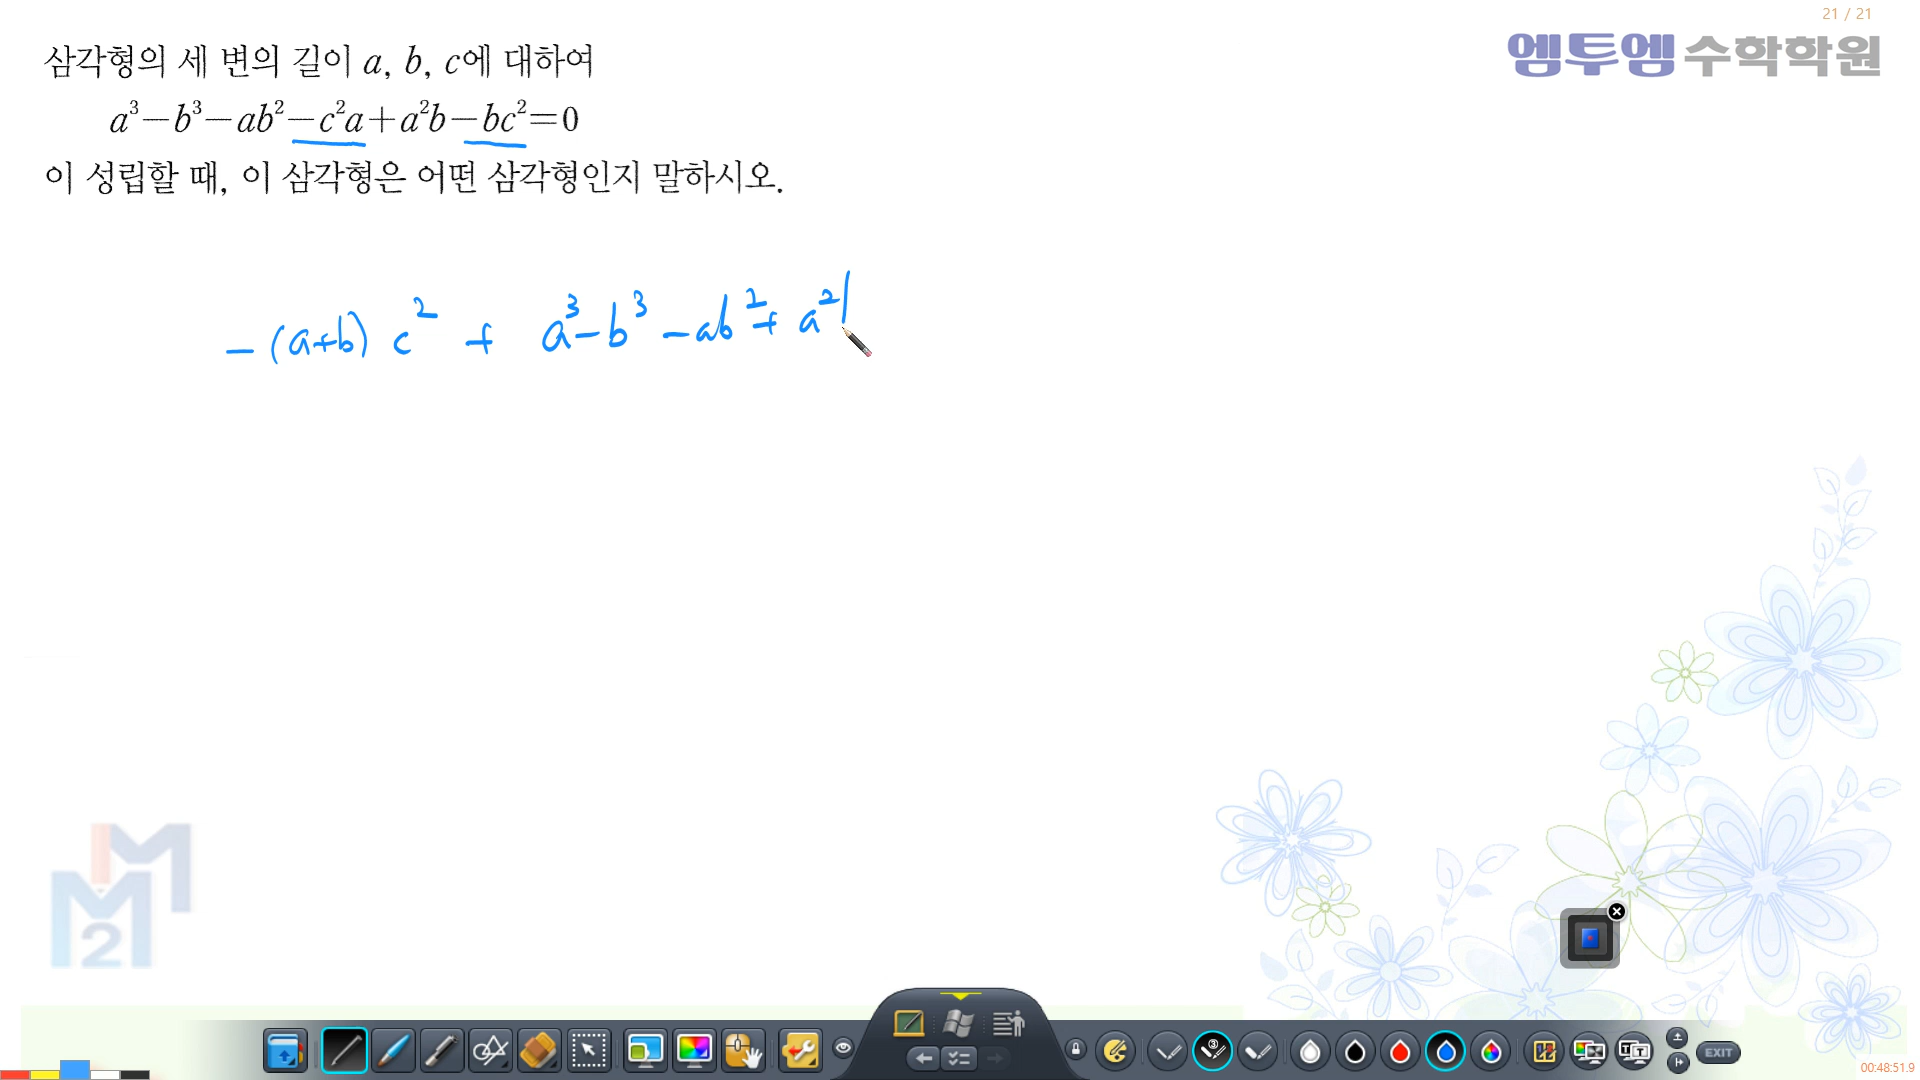 21 / 21
엠투엠수학학원
삼각형의 세 변의 길이 a, b, c에 대하여
a³−b³−ab²−c²a+a²b−bc²=0
이 성립할 때, 이 삼각형은 어떤 삼각형인지 말하시오.
−(a+b) c² + a³−b³−ab²+ a²l
M
M2
EXIT
00:48:51.9